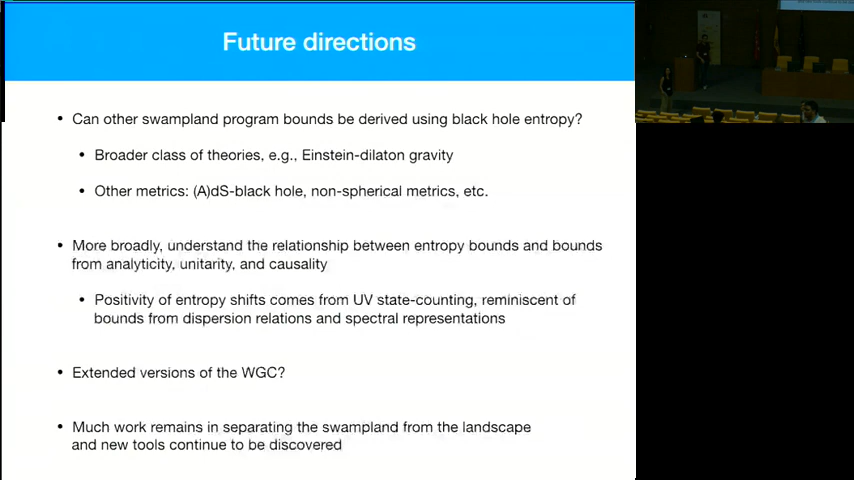 Future directions
• Can other swampland program bounds be derived using black hole entropy?
• Broader class of theories, e.g., Einstein-dilaton gravity
• Other metrics: (A)dS-black hole, non-spherical metrics, etc.
• More broadly, understand the relationship between entropy bounds and bounds
from analyticity, unitarity, and causality
• Positivity of entropy shifts comes from UV state-counting, reminiscent of
bounds from dispersion relations and spectral representations
• Extended versions of the WGC?
• Much work remains in separating the swampland from the landscape
and new tools continue to be discovered